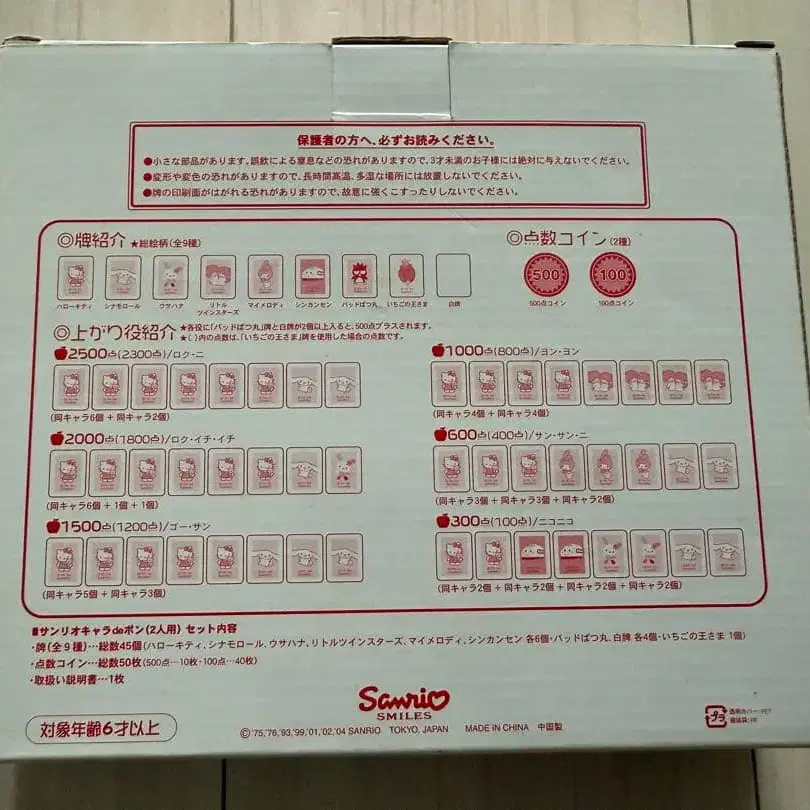 保護者の方へ、必ずお読みください。
●小さな部品があります。誤飲による窒息などの恐れがありますので、3才未満のお子様には絶対に与えないでください。
●変形や変色の恐れがありますので、長時間高温、多湿な場所には放置しないでください。
●牌の印刷面がはがれる恐れがありますので、故意に強くこすったりしないでください。
◎牌紹介 ★総絵柄(全9種)
ハローキティ シナモロール ウサハナ リトルツインスターズ マイメロディ シンカンセン バッドばつ丸 いちごの王さま 白牌
◎点数コイン(2種)
500 100
500点コイン 100点コイン
◎上がり役紹介 ★各役に「バッドばつ丸」牌と白牌が2個以上入ると、500点プラスされます。
★( )内の点数は、「いちごの王さま」牌を使用した場合の点数です。
2500点(2300点)/ロク・ニ
(同キャラ6個 + 同キャラ2個)
2000点(1800点)/ロク・イチ・イチ
(同キャラ6個 + 1個 + 1個)
1500点(1200点)/ゴー・サン
(同キャラ5個 + 同キャラ3個)
1000点(800点)/ヨン・ヨン
(同キャラ4個 + 同キャラ4個)
600点(400点)/サン・サン・ニ
(同キャラ3個 + 同キャラ3個 + 同キャラ2個)
300点(100点)/ニコニコ
(同キャラ2個 + 同キャラ2個 + 同キャラ2個 + 同キャラ2個)
■サンリオキャラdeポン(2人用) セット内容
・牌(全9種)…総数45個(ハローキティ、シナモロール、ウサハナ、リトルツインスターズ、マイメロディ、シンカンセン 各6個・バッドばつ丸、白牌 各4個・いちごの王さま 1個)
・点数コイン…総数50枚(500点…10枚・100点…40枚)
・取扱い説明書…1枚
対象年齢6才以上
Sanrio
SMILES
©'75,'76,'93,'99,'01,'02,'04 SANRIO TOKYO, JAPAN MADE IN CHINA 中国製
プラ